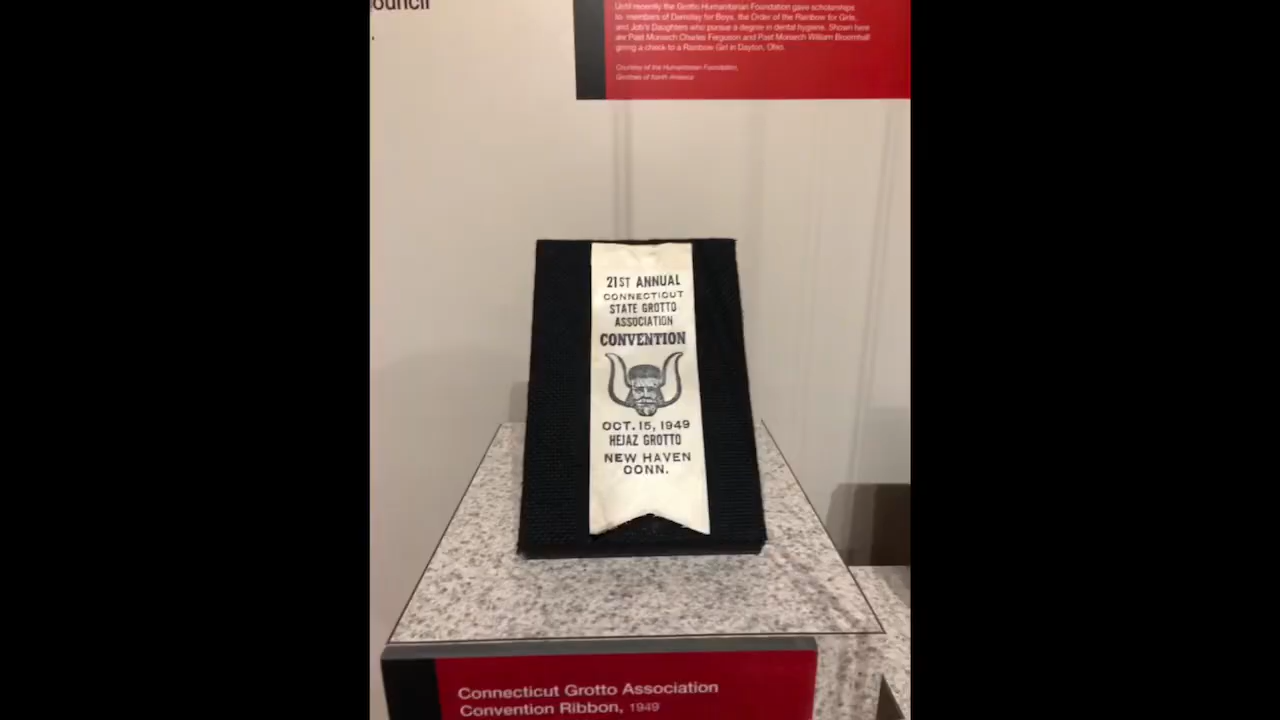 ouncil
Until recently the Grotto Humanitarian Foundation gave scholarships
to members of Demolay for Boys, the Order of the Rainbow for Girls,
and Job's Daughters who pursue a degree in dental hygiene. Shown here
are Past Monarch Charles Ferguson and Past Monarch William Broomhall
giving a check to a Rainbow Girl in Dayton, Ohio.
Courtesy of the Humanitarian Foundation,
Grottoes of North America
21ST ANNUAL
CONNECTICUT
STATE GROTTO
ASSOCIATION
CONVENTION
OCT. 15, 1949
HEJAZ GROTTO
NEW HAVEN
CONN.
Connecticut Grotto Association
Convention Ribbon, 1949